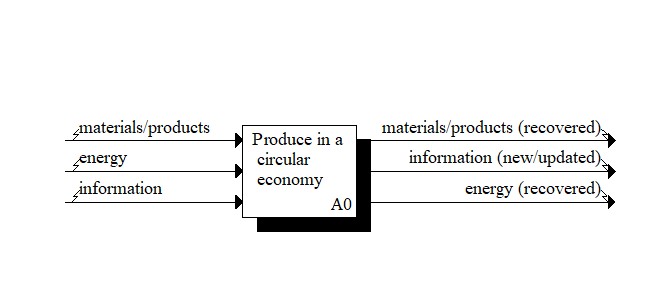 materials/products
energy
information
Produce in a
circular
economy
A0
materials/products (recovered)
information (new/updated)
energy (recovered)